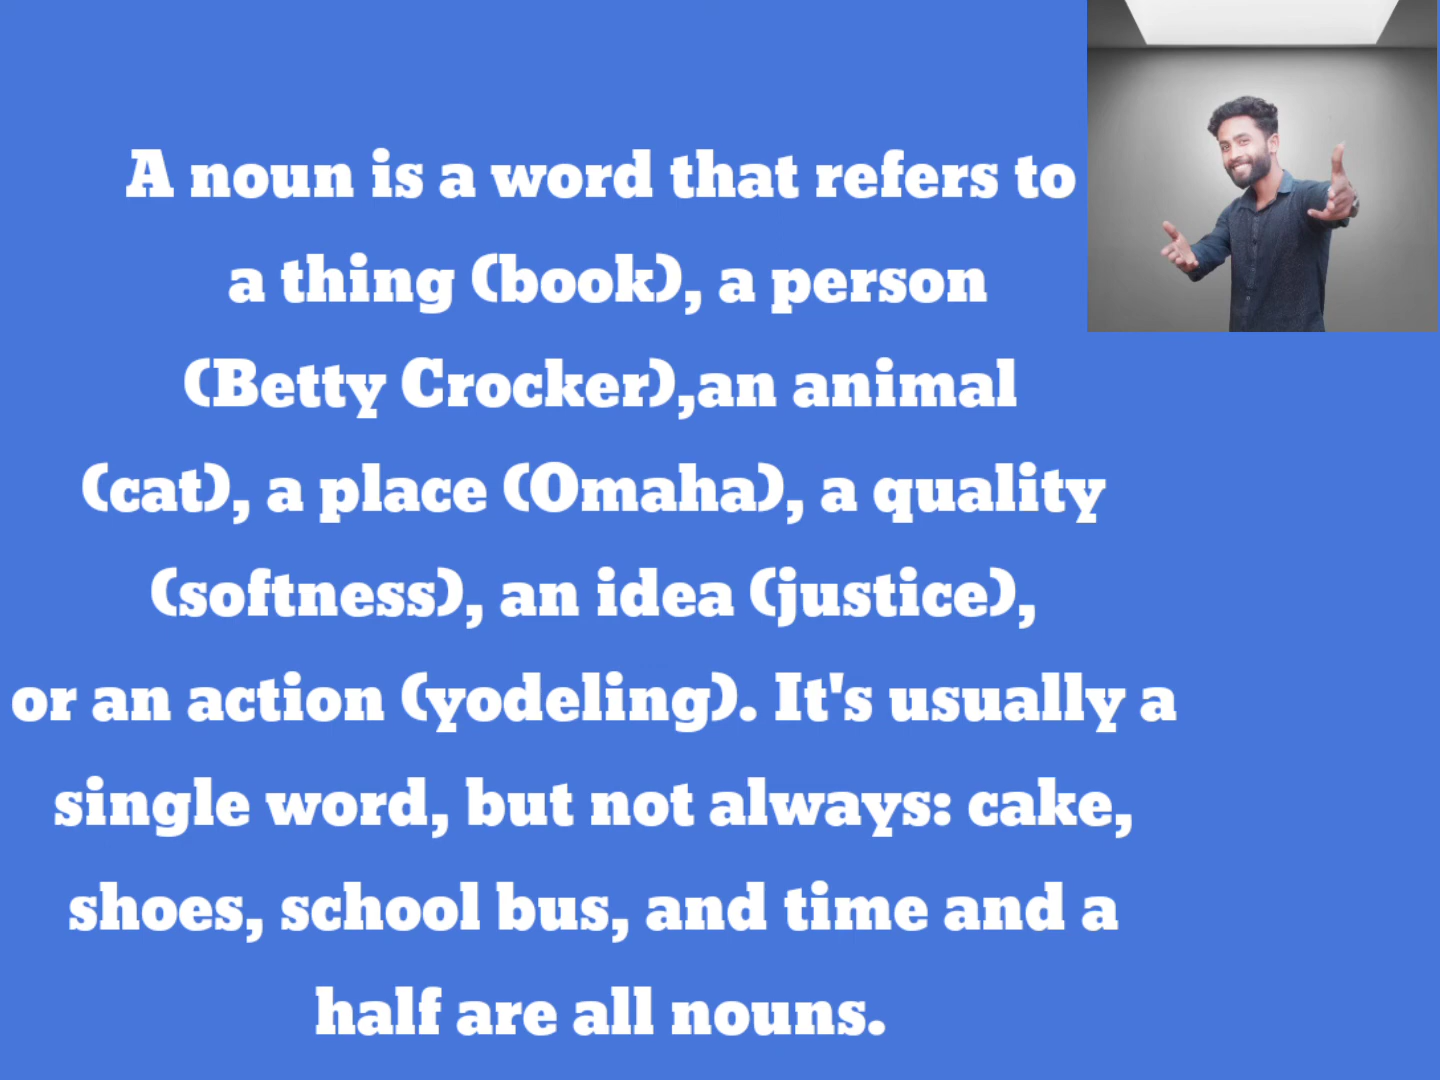 A noun is a word that refers to
a thing (book), a person
(Betty Crocker),an animal
(cat), a place (Omaha), a quality
(softness), an idea (justice),
or an action (yodeling). It's usually a
single word, but not always: cake,
shoes, school bus, and time and a
half are all nouns.